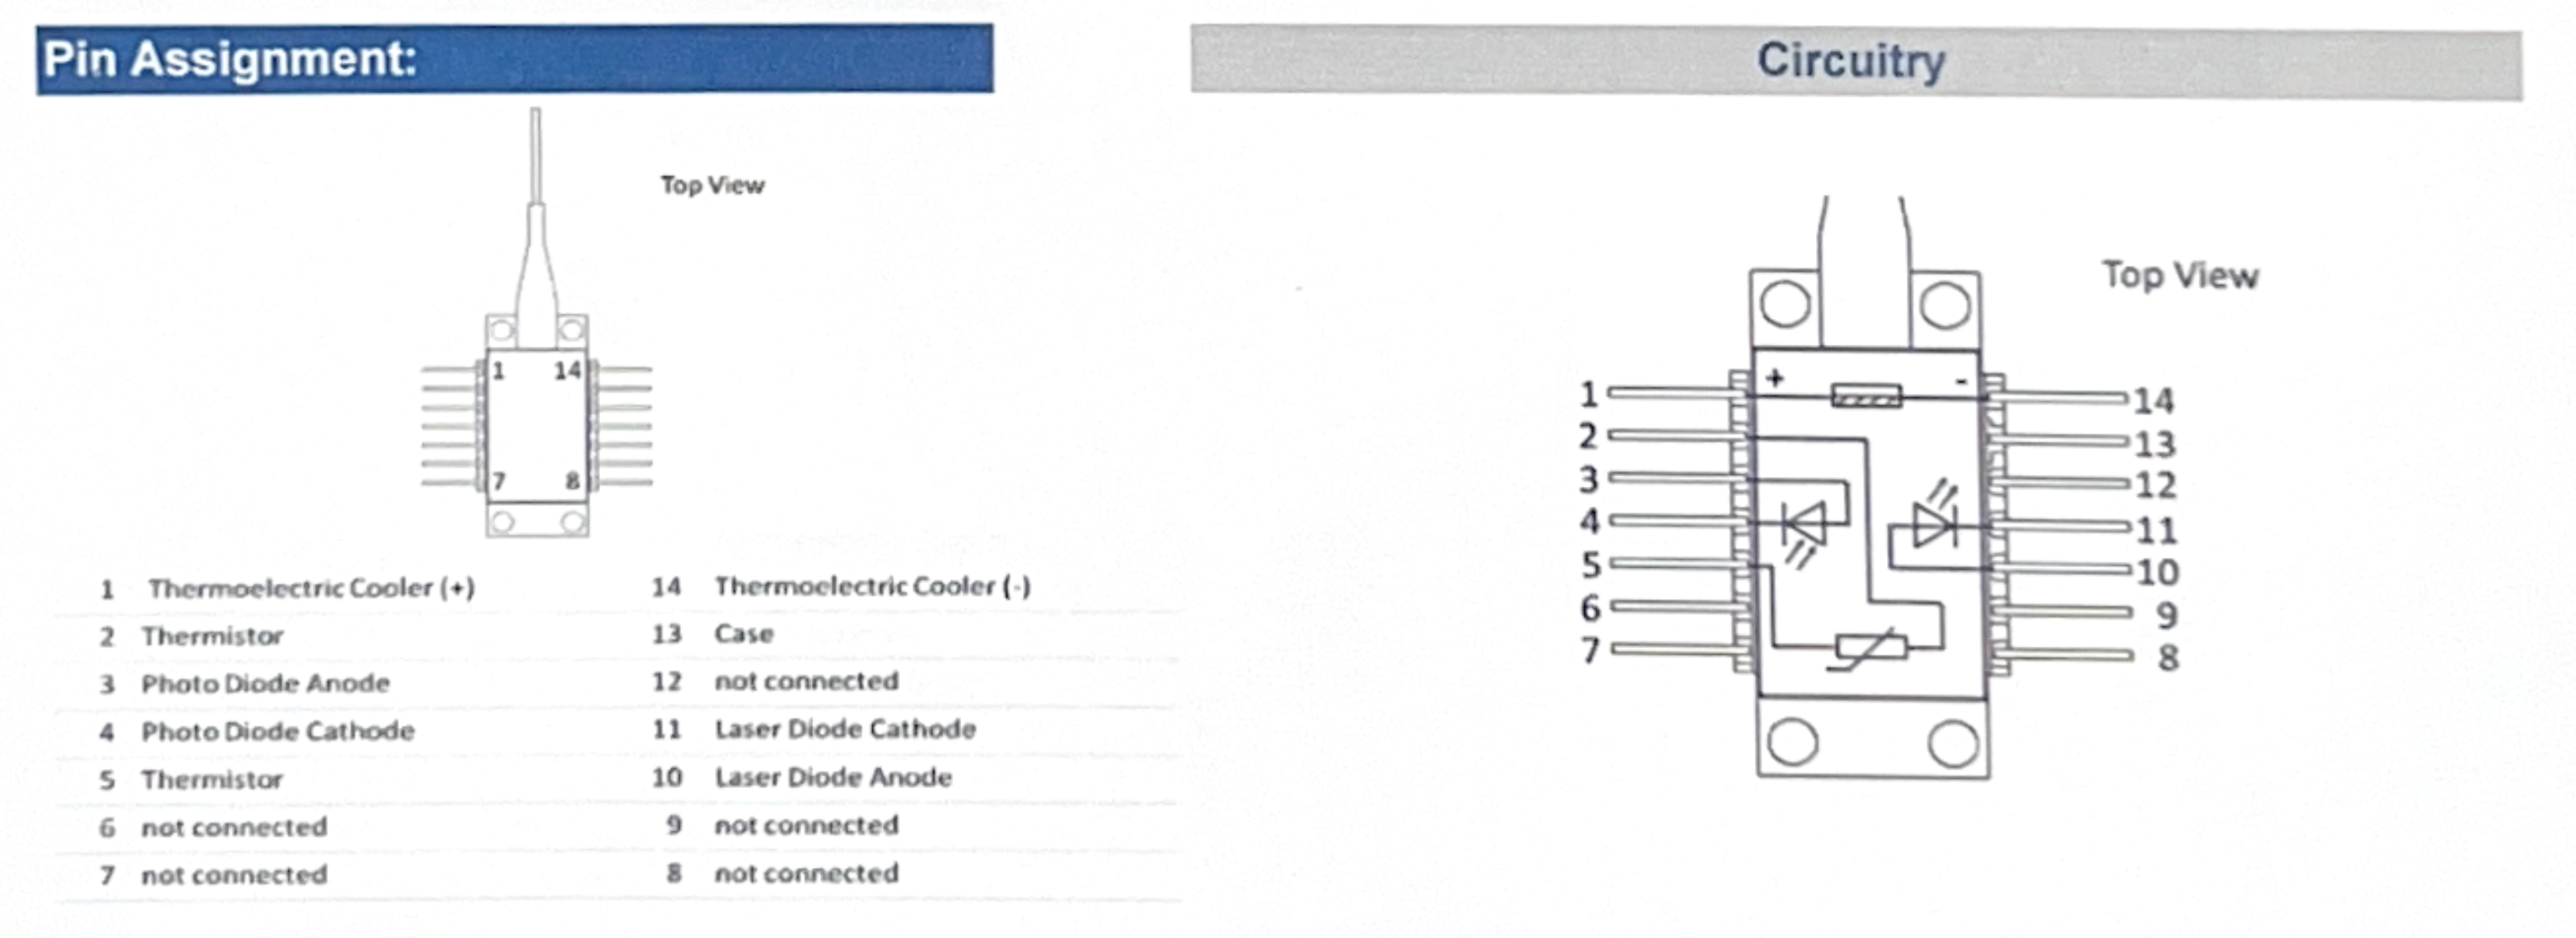 Pin Assignment:
Top View
1 14
7 8
1 Thermoelectric Cooler (+) 14 Thermoelectric Cooler (-)
2 Thermistor 13 Case
3 Photo Diode Anode 12 not connected
4 Photo Diode Cathode 11 Laser Diode Cathode
5 Thermistor 10 Laser Diode Anode
6 not connected 9 not connected
7 not connected 8 not connected
Circuitry
Top View
+ -
1 14
2 13
3 12
4 11
5 10
6 9
7 8